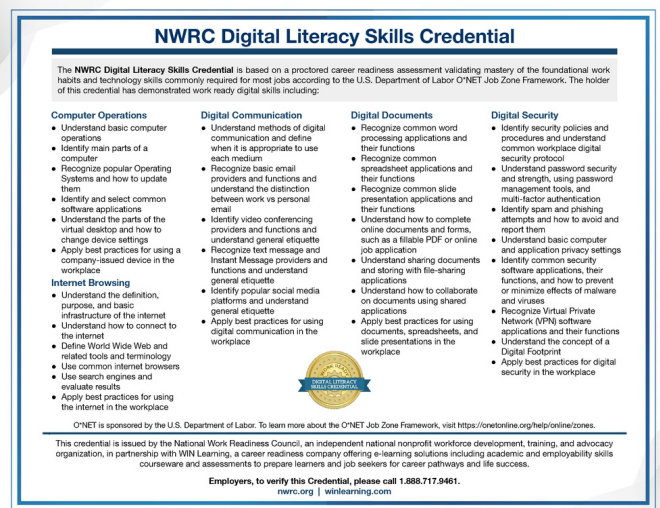 NWRC Digital Literacy Skills Credential
The NWRC Digital Literacy Skills Credential is based on a proctored career readiness assessment validating mastery of the foundational work
habits and technology skills commonly required for most jobs according to the U.S. Department of Labor O*NET Job Zone Framework. The holder
of this credential has demonstrated work ready digital skills including:
Computer Operations
● Understand basic computer
operations
● Identify main parts of a
computer
● Recognize popular Operating
Systems and how to update
them
● Identify and select common
software applications
● Understand the parts of the
virtual desktop and how to
change device settings
● Apply best practices for using a
company-issued device in the
workplace
Internet Browsing
● Understand the definition,
purpose, and basic
infrastructure of the internet
● Understand how to connect to
the internet
● Define World Wide Web and
related tools and terminology
● Use common internet browsers
● Use search engines and
evaluate results
● Apply best practices for using
the internet in the workplace
Digital Communication
● Understand methods of digital
communication and define
when it is appropriate to use
each medium
● Recognize basic email
providers and functions and
understand the distinction
between work vs personal
email
● Identify video conferencing
providers and functions and
understand general etiquette
● Recognize text message and
Instant Message providers and
functions and understand
general etiquette
● Identify popular social media
platforms and understand
general etiquette
● Apply best practices for using
digital communication in the
workplace
Digital Documents
● Recognize common word
processing applications and
their functions
● Recognize common
spreadsheet applications and
their functions
● Recognize common slide
presentation applications and
their functions
● Understand how to complete
online documents and forms,
such as a fillable PDF or online
job application
● Understand sharing documents
and storing with file-sharing
applications
● Understand how to collaborate
on documents using shared
applications
● Apply best practices for using
documents, spreadsheets, and
slide presentations in the
workplace
Digital Security
● Identify security policies and
procedures and understand
common workplace digital
security protocol
● Understand password security
and strength, using password
management tools, and
multi-factor authentication
● Identify spam and phishing
attempts and how to avoid and
report them
● Understand basic computer
and application privacy settings
● Identify common security
software applications, their
functions, and how to prevent
or minimize effects of malware
and viruses
● Recognize Virtual Private
Network (VPN) software
applications and their functions
● Understand the concept of a
Digital Footprint
● Apply best practices for digital
security in the workplace
DIGITAL LITERACY
SKILLS CREDENTIAL
O*NET is sponsored by the U.S. Department of Labor. To learn more about the O*NET Job Zone Framework, visit https://onetonline.org/help/online/zones.
This credential is issued by the National Work Readiness Council, an independent national nonprofit workforce development, training, and advocacy
organization, in partnership with WIN Learning, a career readiness company offering e-learning solutions including academic and employability skills
courseware and assessments to prepare learners and job seekers for career pathways and life success.
Employers, to verify this Credential, please call 1.888.717.9461.
nwrc.org | winlearning.com